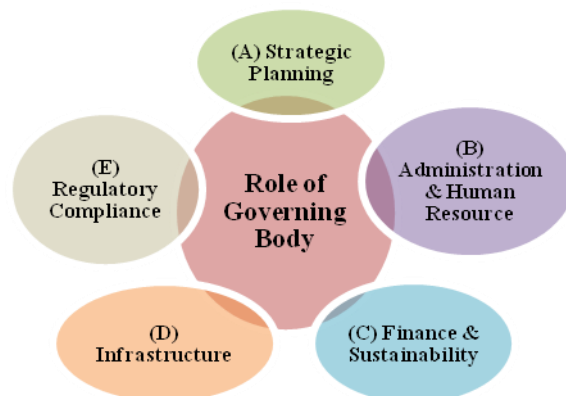 (A) Strategic
Planning
(B)
Administration
& Human
Resource
(C) Finance &
Sustainability
(D)
Infrastructure
(E)
Regulatory
Compliance
Role of
Governing
Body